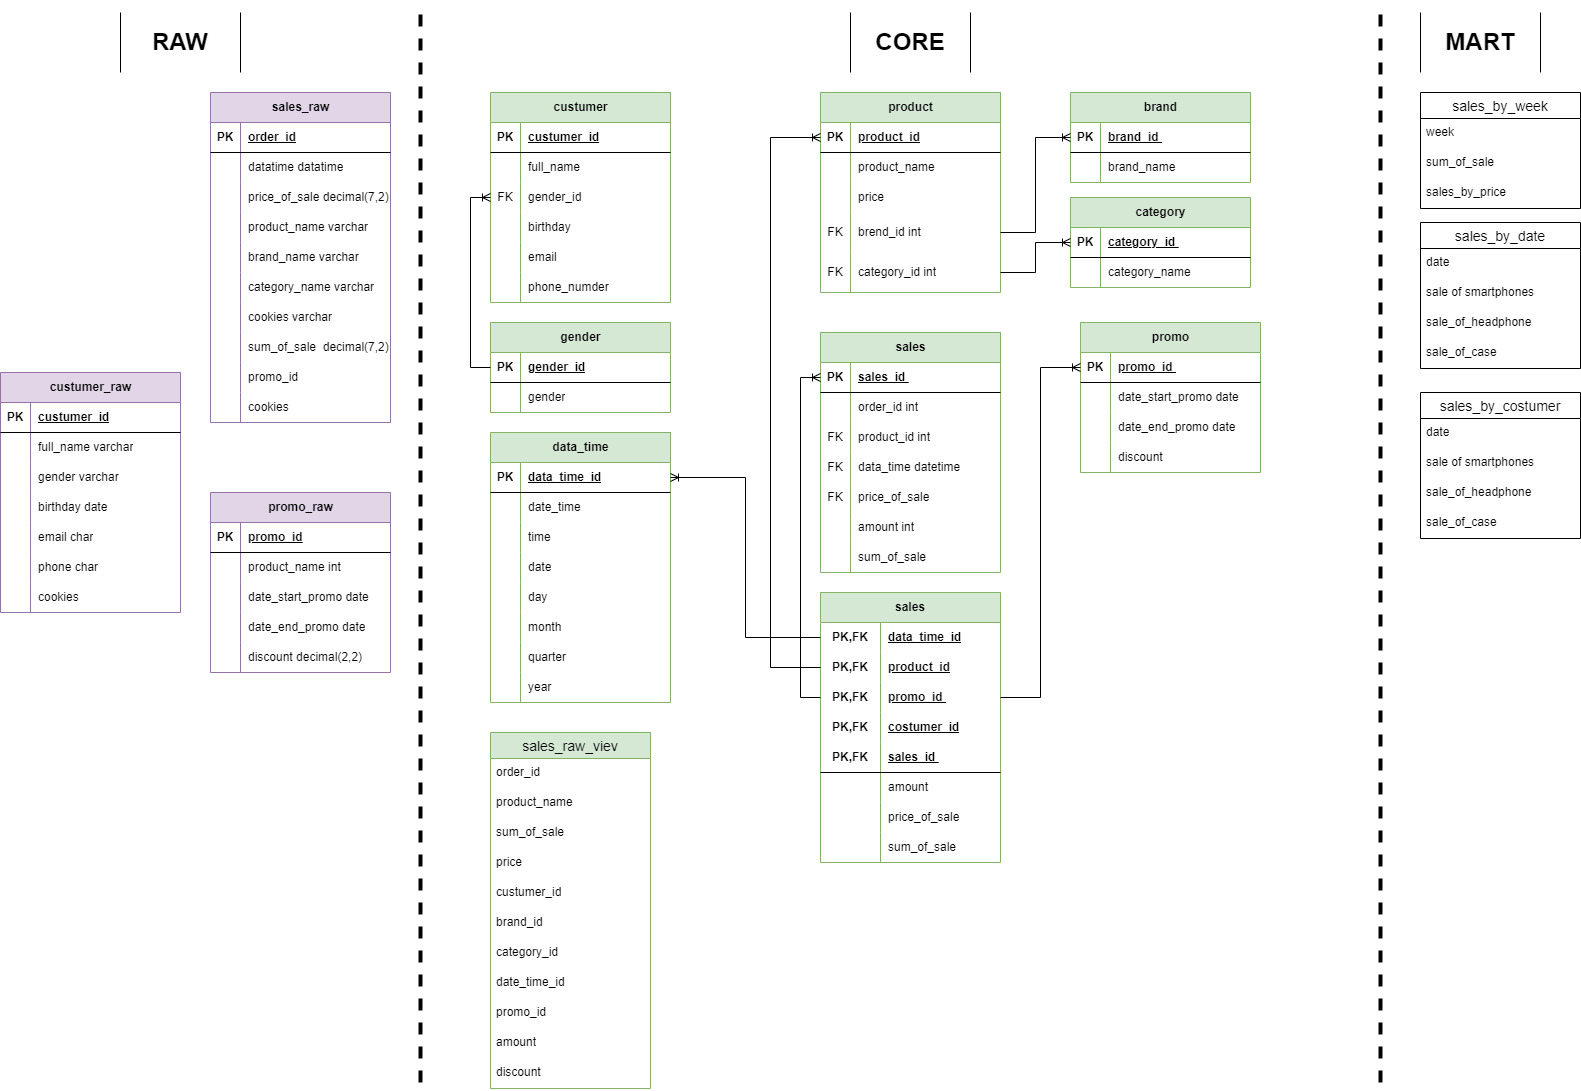 RAW
CORE
MART
sales_raw
PK order_id
datatime datatime
price_of_sale decimal(7,2)
product_name varchar
brand_name varchar
category_name varchar
cookies varchar
sum_of_sale decimal(7,2)
promo_id
cookies
custumer_raw
PK custumer_id
full_name varchar
gender varchar
birthday date
email char
phone char
cookies
promo_raw
PK promo_id
product_name int
date_start_promo date
date_end_promo date
discount decimal(2,2)
custumer
PK custumer_id
full_name
FK gender_id
birthday
email
phone_numder
gender
PK gender_id
gender
data_time
PK data_time_id
date_time
time
date
day
month
quarter
year
sales_raw_viev
order_id
product_name
sum_of_sale
price
custumer_id
brand_id
category_id
date_time_id
promo_id
amount
discount
product
PK product_id
product_name
price
FK brend_id int
FK category_id int
brand
PK brand_id
brand_name
category
PK category_id
category_name
sales
PK sales_id
order_id int
FK product_id int
FK data_time datetime
FK price_of_sale
amount int
sum_of_sale
promo
PK promo_id
date_start_promo date
date_end_promo date
discount
sales
PK,FK data_time_id
PK,FK product_id
PK,FK promo_id
PK,FK costumer_id
PK,FK sales_id
amount
price_of_sale
sum_of_sale
sales_by_week
week
sum_of_sale
sales_by_price
sales_by_date
date
sale of smartphones
sale_of_headphone
sale_of_case
sales_by_costumer
date
sale of smartphones
sale_of_headphone
sale_of_case